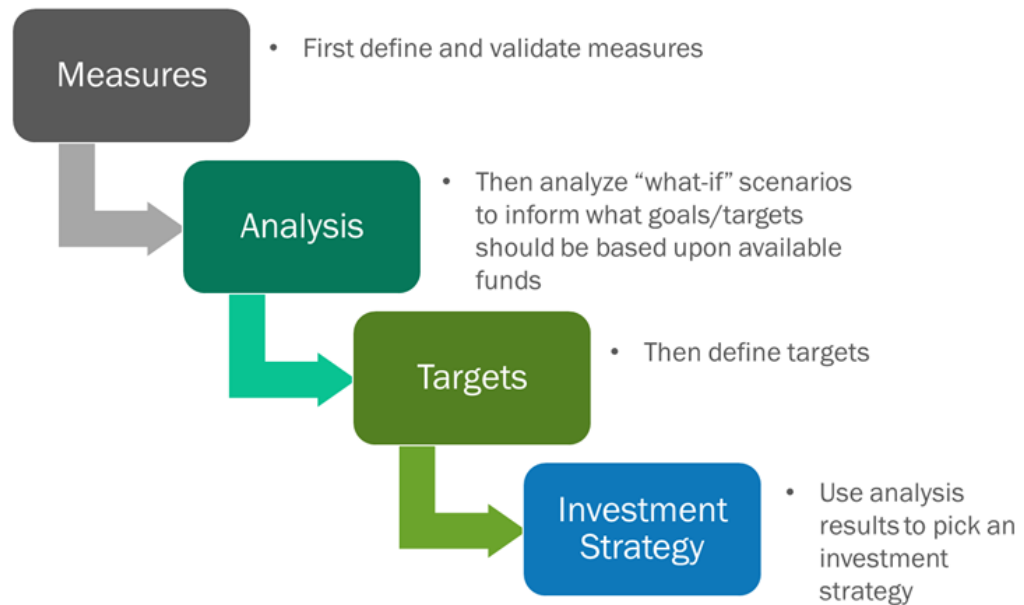 Measures
• First define and validate measures
Analysis
• Then analyze “what-if” scenarios
to inform what goals/targets
should be based upon available
funds
Targets
• Then define targets
Investment
Strategy
• Use analysis
results to pick an
investment
strategy